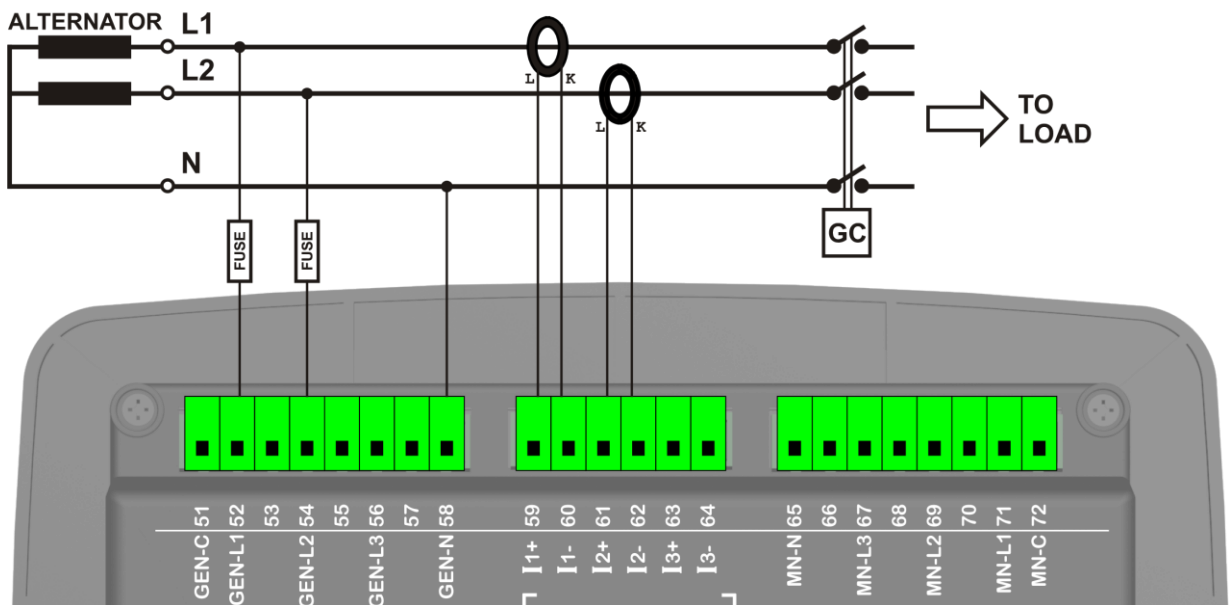 ALTERNATOR
L1
L2
N
L K
L K
TO
LOAD
FUSE
FUSE
GC
GEN-C 51
GEN-L1 52
53
GEN-L2 54
55
GEN-L3 56
57
GEN-N 58
I1+ 59
I1- 60
I2+ 61
I2- 62
I3+ 63
I3- 64
MN-N 65
66
MN-L3 67
68
MN-L2 69
70
MN-L1 71
MN-C 72